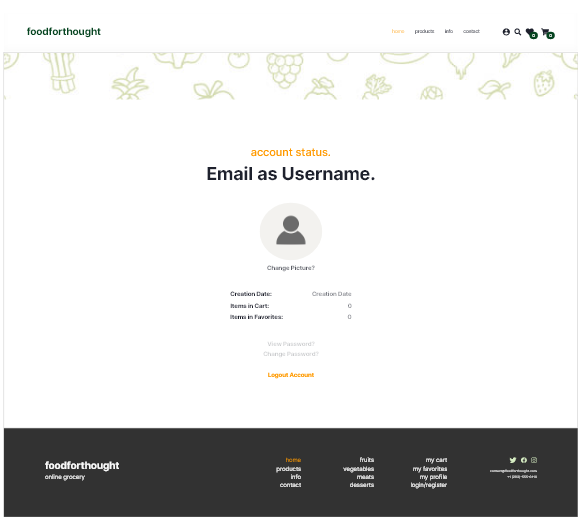 foodforthought
home products info contact
0 0
account status.
Email as Username.
Change Picture?
Creation Date: Creation Date
Items in Cart: 0
Items in Favorites: 0
View Password?
Change Password?
Logout Account
foodforthought
online grocery
home
products
info
contact
fruits
vegetables
meats
desserts
my cart
my favorites
my profile
login/register